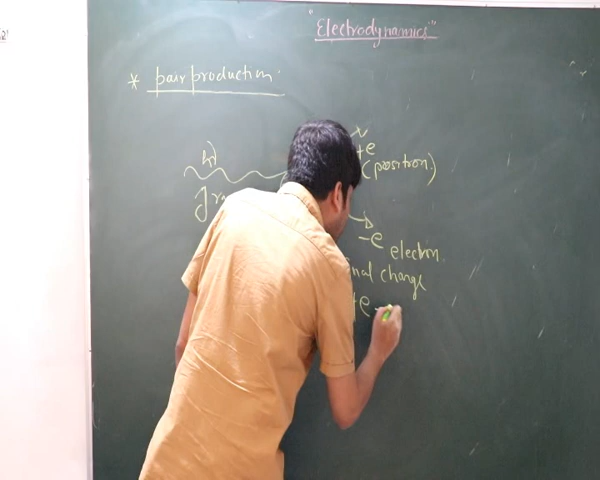 "Electrodynamics"
* pair production.
+e
(positron)
-e electron.
nal charge
+e -